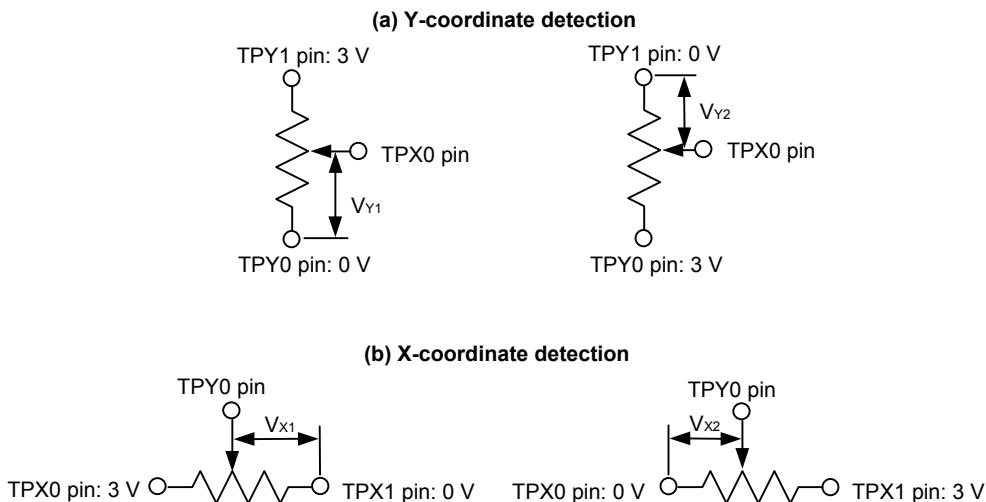 (a) Y-coordinate detection
TPY1 pin: 3 V
TPY1 pin: 0 V
VY2
TPX0 pin
TPX0 pin
VY1
TPY0 pin: 0 V
TPY0 pin: 3 V
(b) X-coordinate detection
TPY0 pin
TPY0 pin
VX1
VX2
TPX0 pin: 3 V
TPX1 pin: 0 V
TPX0 pin: 0 V
TPX1 pin: 3 V